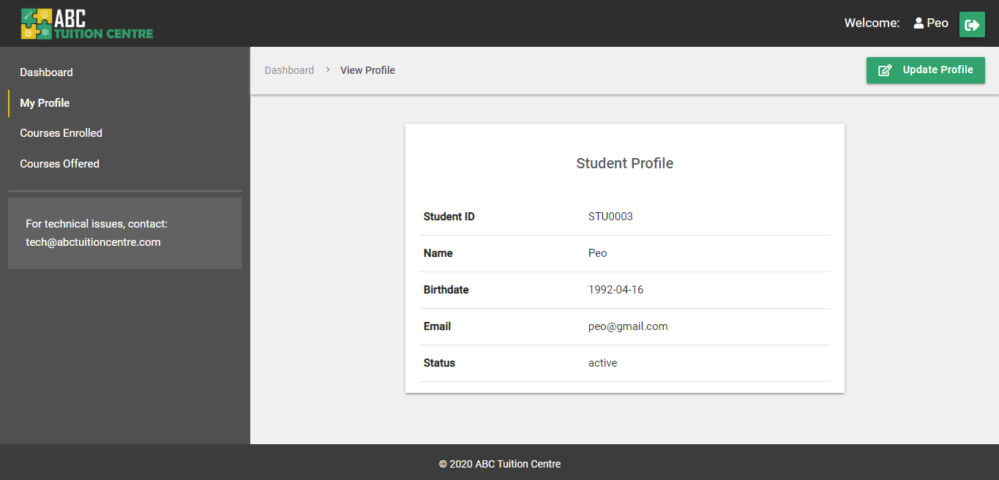 ABC
TUITION CENTRE
Welcome: Peo
Dashboard
My Profile
Courses Enrolled
Courses Offered
For technical issues, contact:
tech@abctuitioncentre.com
Dashboard > View Profile
Update Profile
Student Profile
Student ID STU0003
Name Peo
Birthdate 1992-04-16
Email peo@gmail.com
Status active
© 2020 ABC Tuition Centre